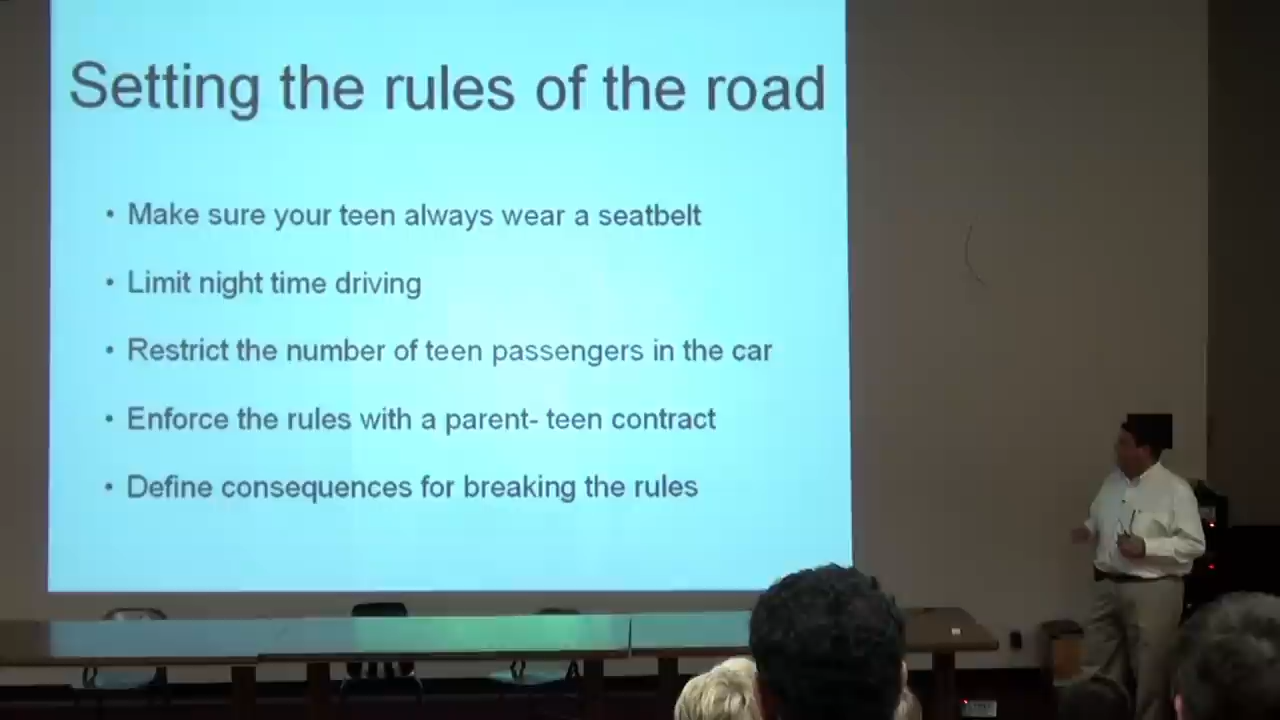 Setting the rules of the road
• Make sure your teen always wear a seatbelt
• Limit night time driving
• Restrict the number of teen passengers in the car
• Enforce the rules with a parent- teen contract
• Define consequences for breaking the rules